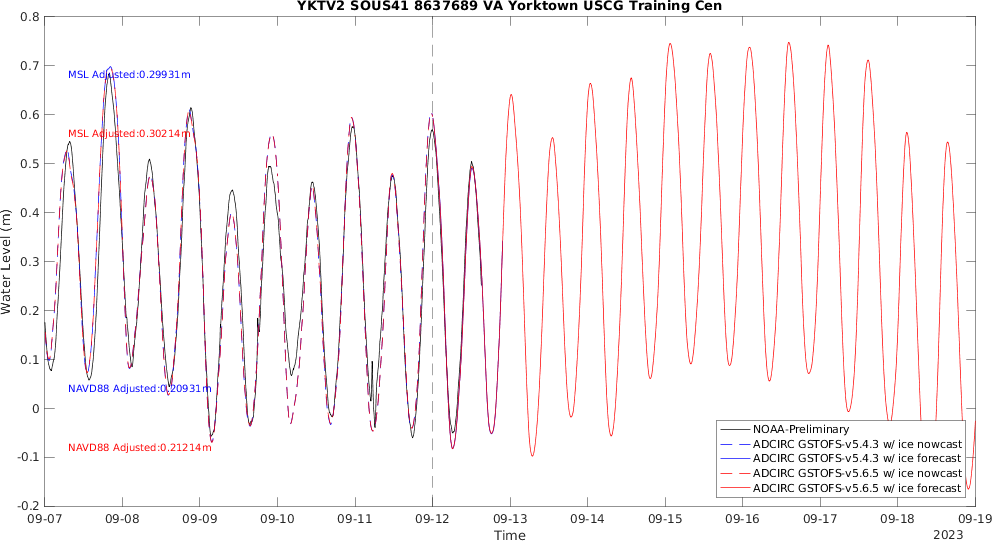 YKTV2 SOUS41 8637689 VA Yorktown USCG Training Cen
0.8
0.7
0.6
0.5
0.4
0.3
0.2
0.1
0
-0.1
-0.2
Water Level (m)
MSL Adjusted:0.29931m
MSL Adjusted:0.30214m
NAVD88 Adjusted:0.20931m
NAVD88 Adjusted:0.21214m
NOAA-Preliminary
ADCIRC GSTOFS-v5.4.3 w/ ice nowcast
ADCIRC GSTOFS-v5.4.3 w/ ice forecast
ADCIRC GSTOFS-v5.6.5 w/ ice nowcast
ADCIRC GSTOFS-v5.6.5 w/ ice forecast
09-07 09-08 09-09 09-10 09-11 09-12 09-13 09-14 09-15 09-16 09-17 09-18 09-19
Time
2023